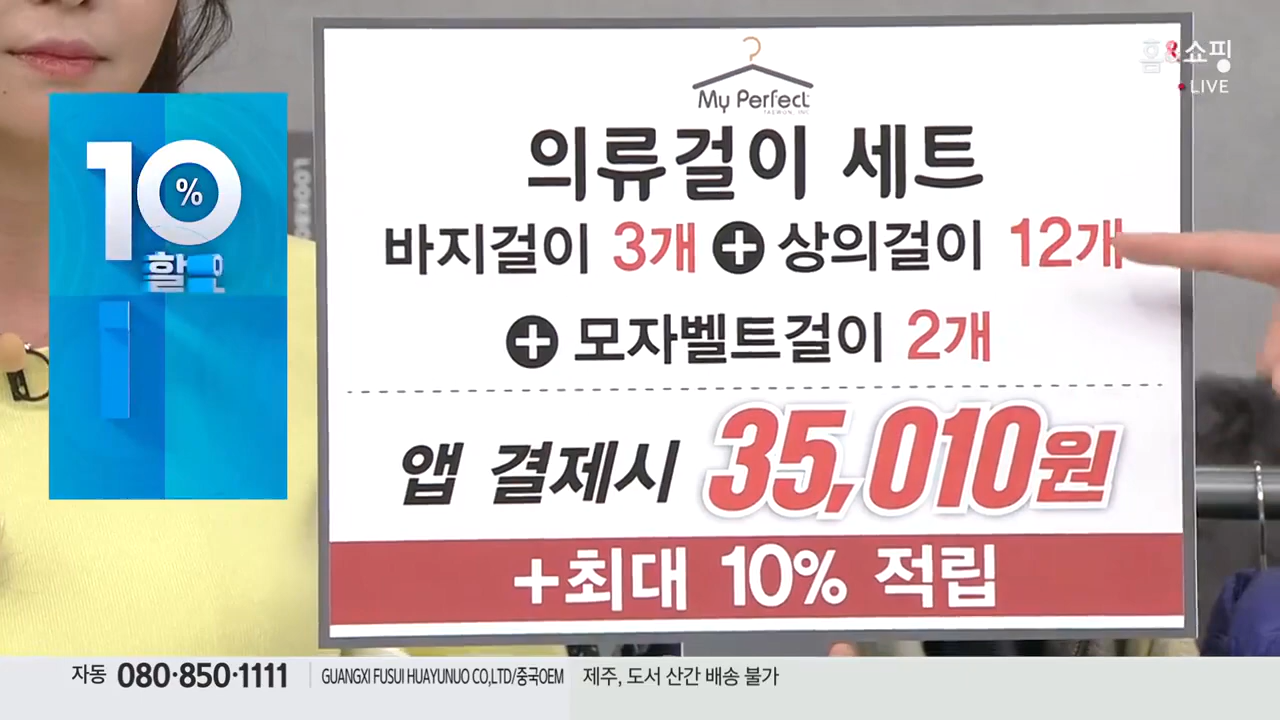 홈&쇼핑
LIVE
10%
My Perfect
TAEWON, INC
의류걸이 세트
바지걸이 3개 + 상의걸이 12개
+ 모자벨트걸이 2개
앱 결제시 35,010원
+최대 10% 적립
자동 080·850·1111 GUANGXI FUSUI HUAYUNUO CO,LTD/중국OEM 제주, 도서 산간 배송 불가